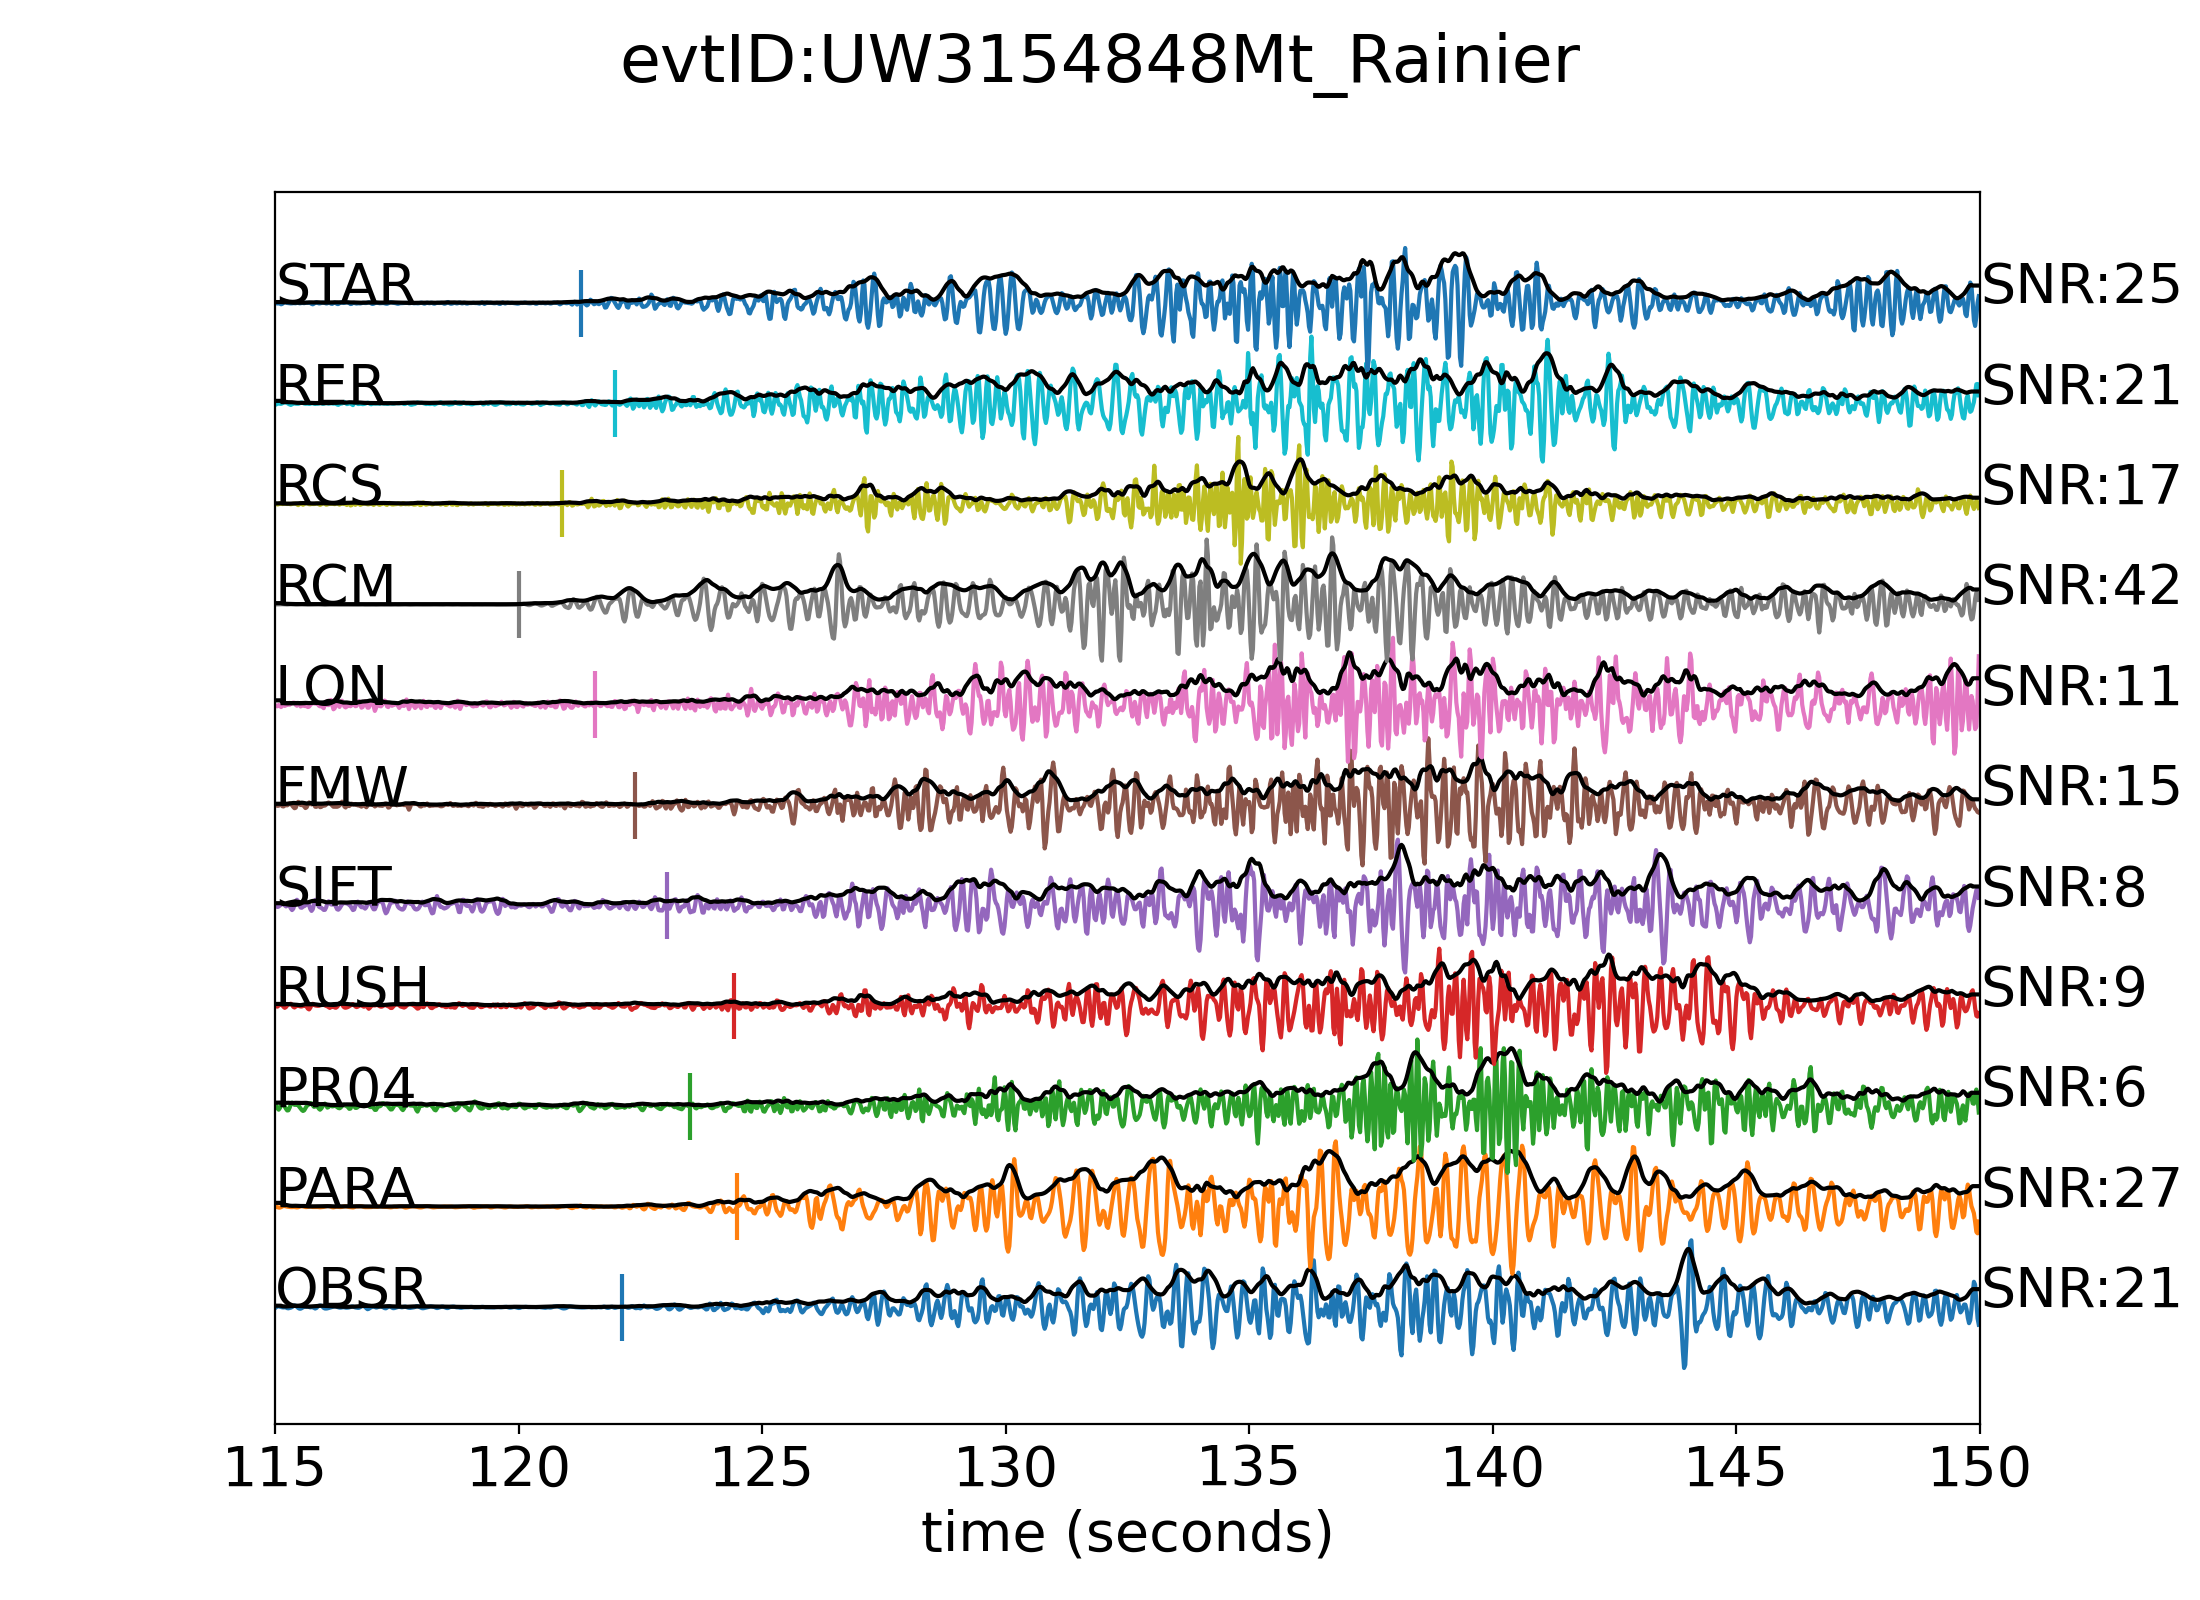 evtID:UW3154848Mt_Rainier
STAR SNR:25
RER SNR:21
RCS SNR:17
RCM SNR:42
LON SNR:11
FMW SNR:15
SIFT SNR:8
RUSH SNR:9
PR04 SNR:6
PARA SNR:27
OBSR SNR:21
115 120 125 130 135 140 145 150
time (seconds)